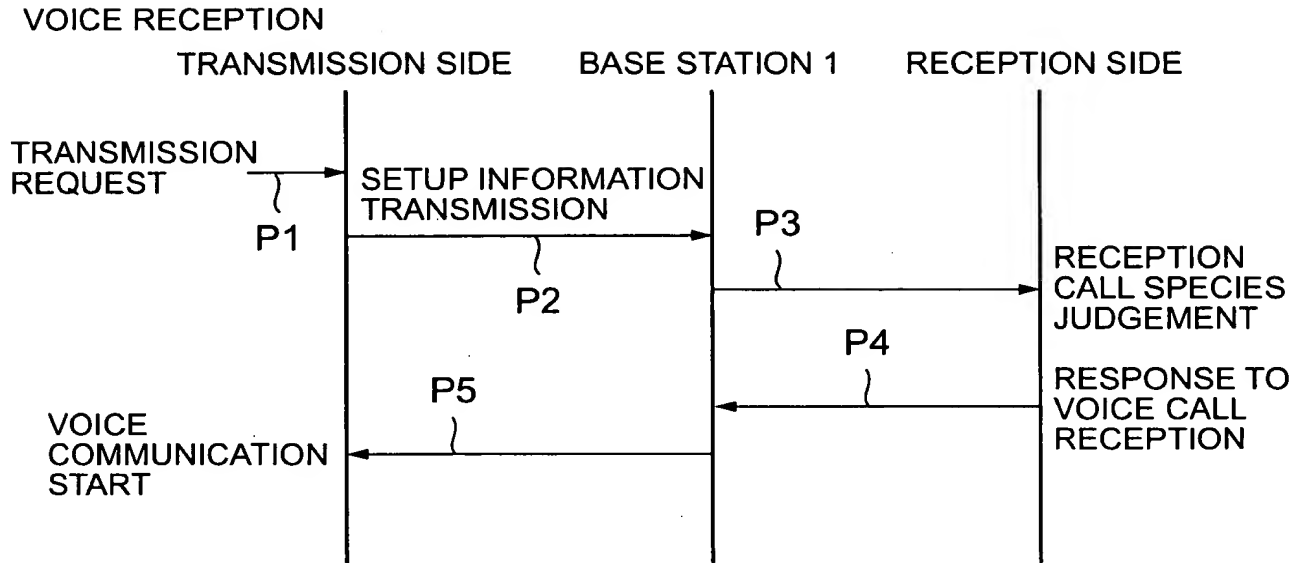 VOICE RECEPTION
TRANSMISSION SIDE
BASE STATION 1
RECEPTION SIDE
TRANSMISSION
REQUEST
P1
SETUP INFORMATION
TRANSMISSION
P2
P3
RECEPTION
CALL SPECIES
JUDGEMENT
P4
RESPONSE TO
VOICE CALL
RECEPTION
P5
VOICE
COMMUNICATION
START